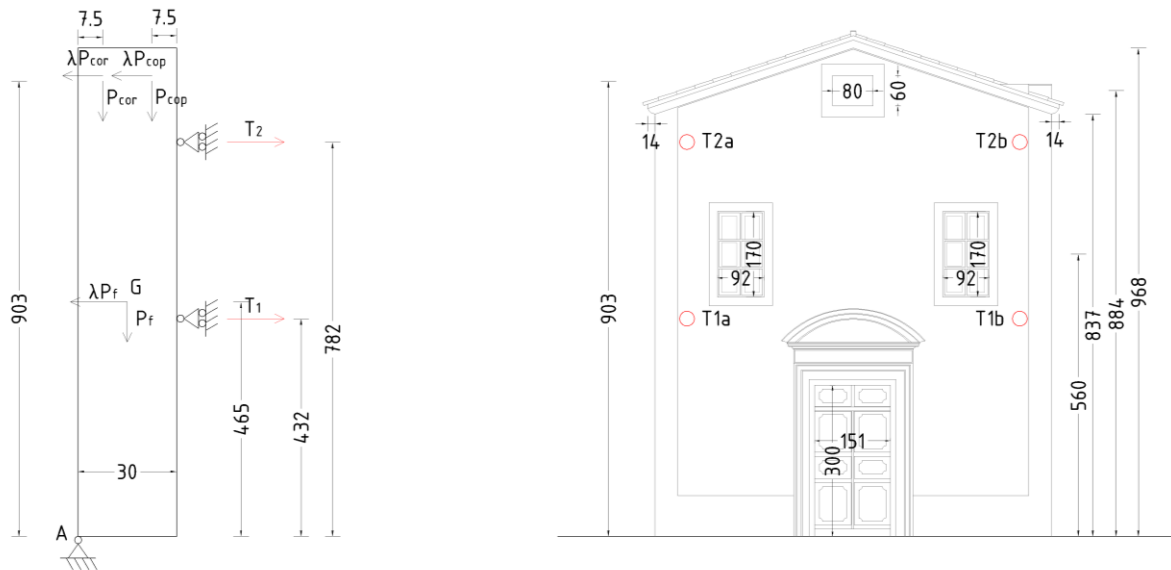 7.5 7.5
λPcor λPcop
Pcor Pcop
T2
903
λPf G
Pf
T1
782
465
432
30
A
80
60
14
14
T2a T2b
903
170
170
92
92
T1a T1b
968
884
837
560
300
151